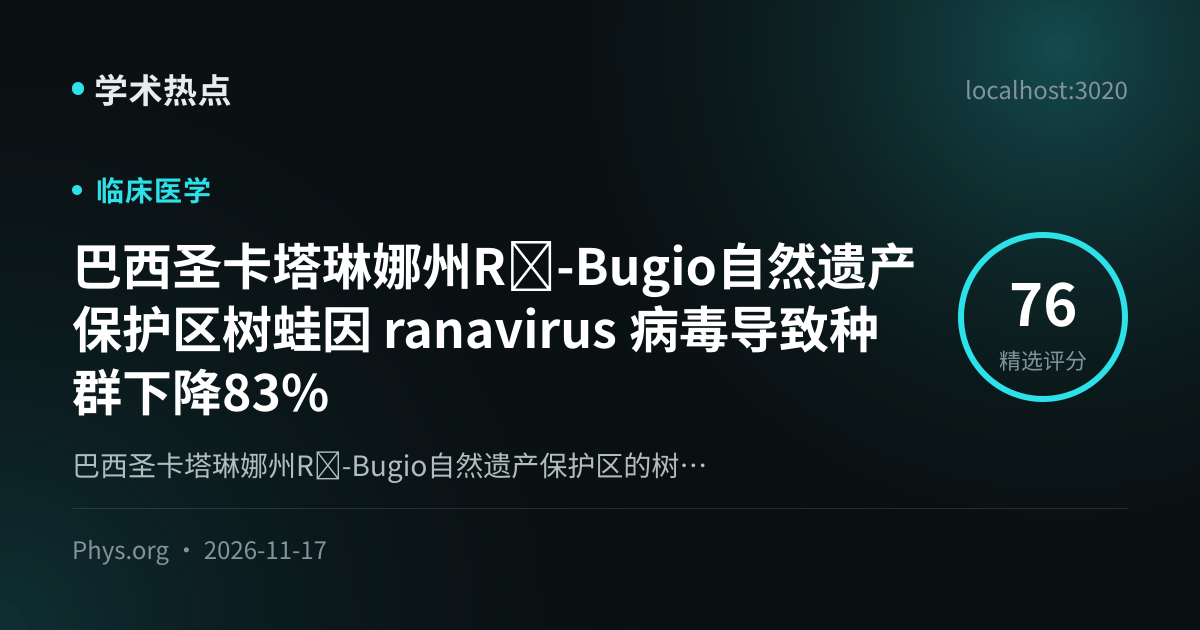 学术热点
localhost:3020
临床医学
巴西圣卡塔琳娜州R-Bugio自然遗产
保护区树蛙因 ranavirus 病毒导致种
群下降83%
76
精选评分
巴西圣卡塔琳娜州R-Bugio自然遗产保护区的树…
Phys.org · 2026-11-17